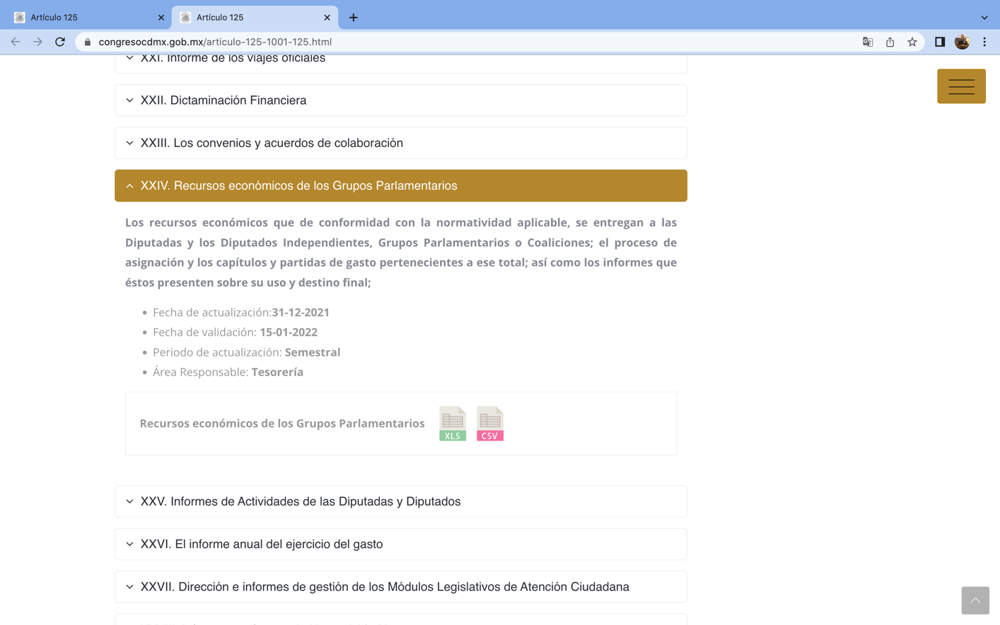 Artículo 125
Artículo 125
congresocdmx.gob.mx/articulo-125-1001-125.html
XXI. Informe de los viajes oficiales
XXII. Dictaminación Financiera
XXIII. Los convenios y acuerdos de colaboración
XXIV. Recursos económicos de los Grupos Parlamentarios
Los recursos económicos que de conformidad con la normatividad aplicable, se entregan a las
Diputadas y los Diputados Independientes, Grupos Parlamentarios o Coaliciones; el proceso de
asignación y los capítulos y partidas de gasto pertenecientes a ese total; así como los informes que
éstos presenten sobre su uso y destino final;
Fecha de actualización:31-12-2021
Fecha de validación: 15-01-2022
Periodo de actualización: Semestral
Área Responsable: Tesorería
Recursos económicos de los Grupos Parlamentarios XLS CSV
XXV. Informes de Actividades de las Diputadas y Diputados
XXVI. El informe anual del ejercicio del gasto
XXVII. Dirección e informes de gestión de los Módulos Legislativos de Atención Ciudadana